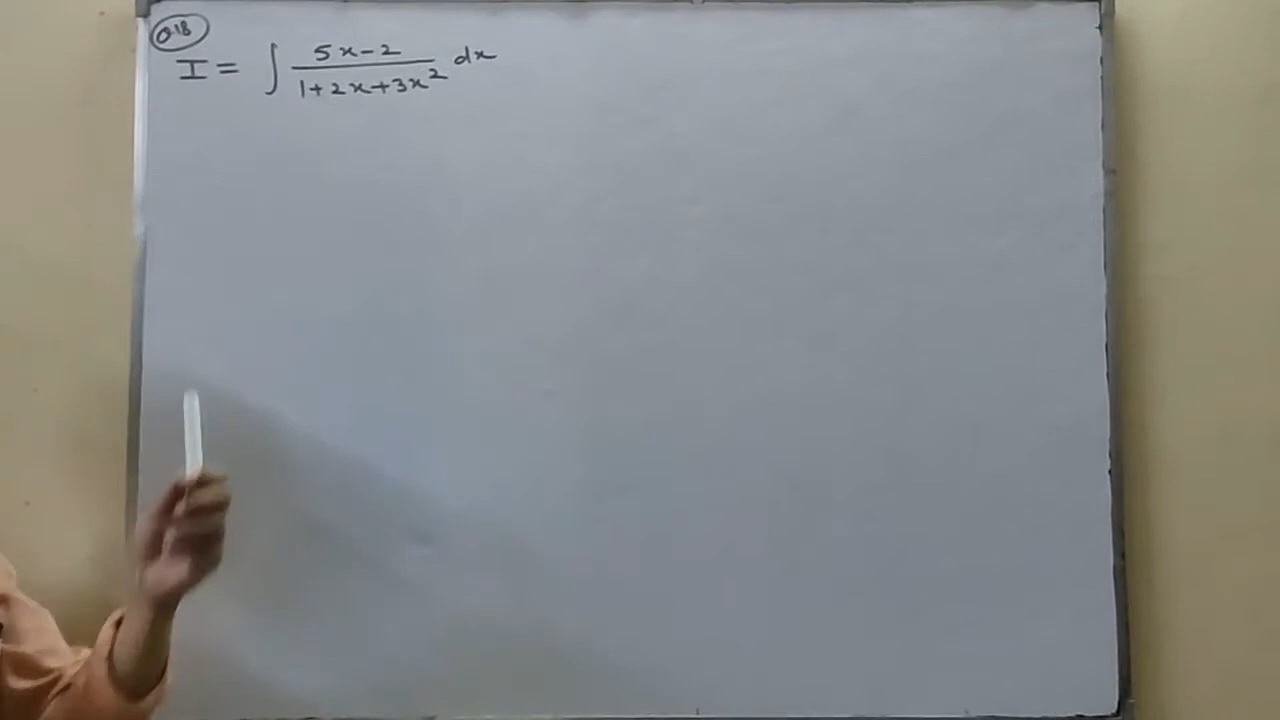 Q.18
I = ∫ (5x-2)/(1+2x+3x²) dx